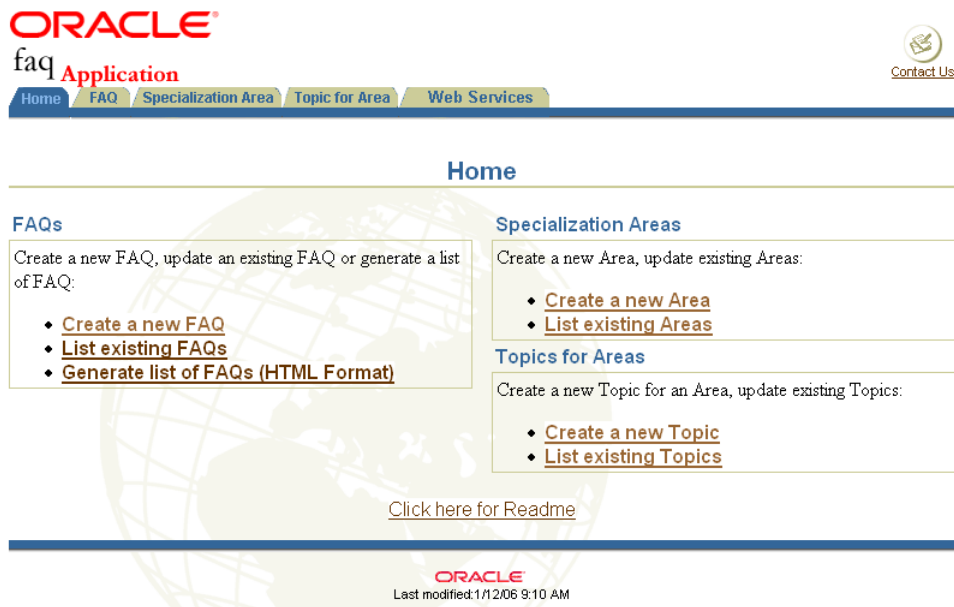 ORACLE
faq Application
Contact Us
Home FAQ Specialization Area Topic for Area Web Services
Home
FAQs
Create a new FAQ, update an existing FAQ or generate a list
of FAQ:
Create a new FAQ
List existing FAQs
Generate list of FAQs (HTML Format)
Specialization Areas
Create a new Area, update existing Areas:
Create a new Area
List existing Areas
Topics for Areas
Create a new Topic for an Area, update existing Topics:
Create a new Topic
List existing Topics
Click here for Readme
ORACLE
Last modified:1/12/06 9:10 AM